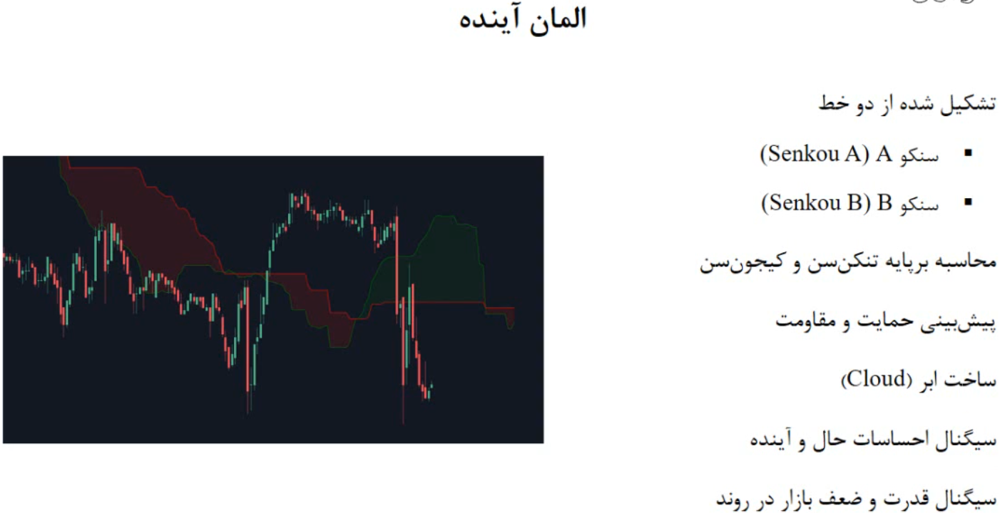 المان آینده
تشکیل شده از دو خط
▪ سنکو A (Senkou A)
▪ سنکو B (Senkou B)
محاسبه برپایه تنکن‌سن و کیجون‌سن
پیش‌بینی حمایت و مقاومت
ساخت ابر (Cloud)
سیگنال احساسات حال و آینده
سیگنال قدرت و ضعف بازار در روند